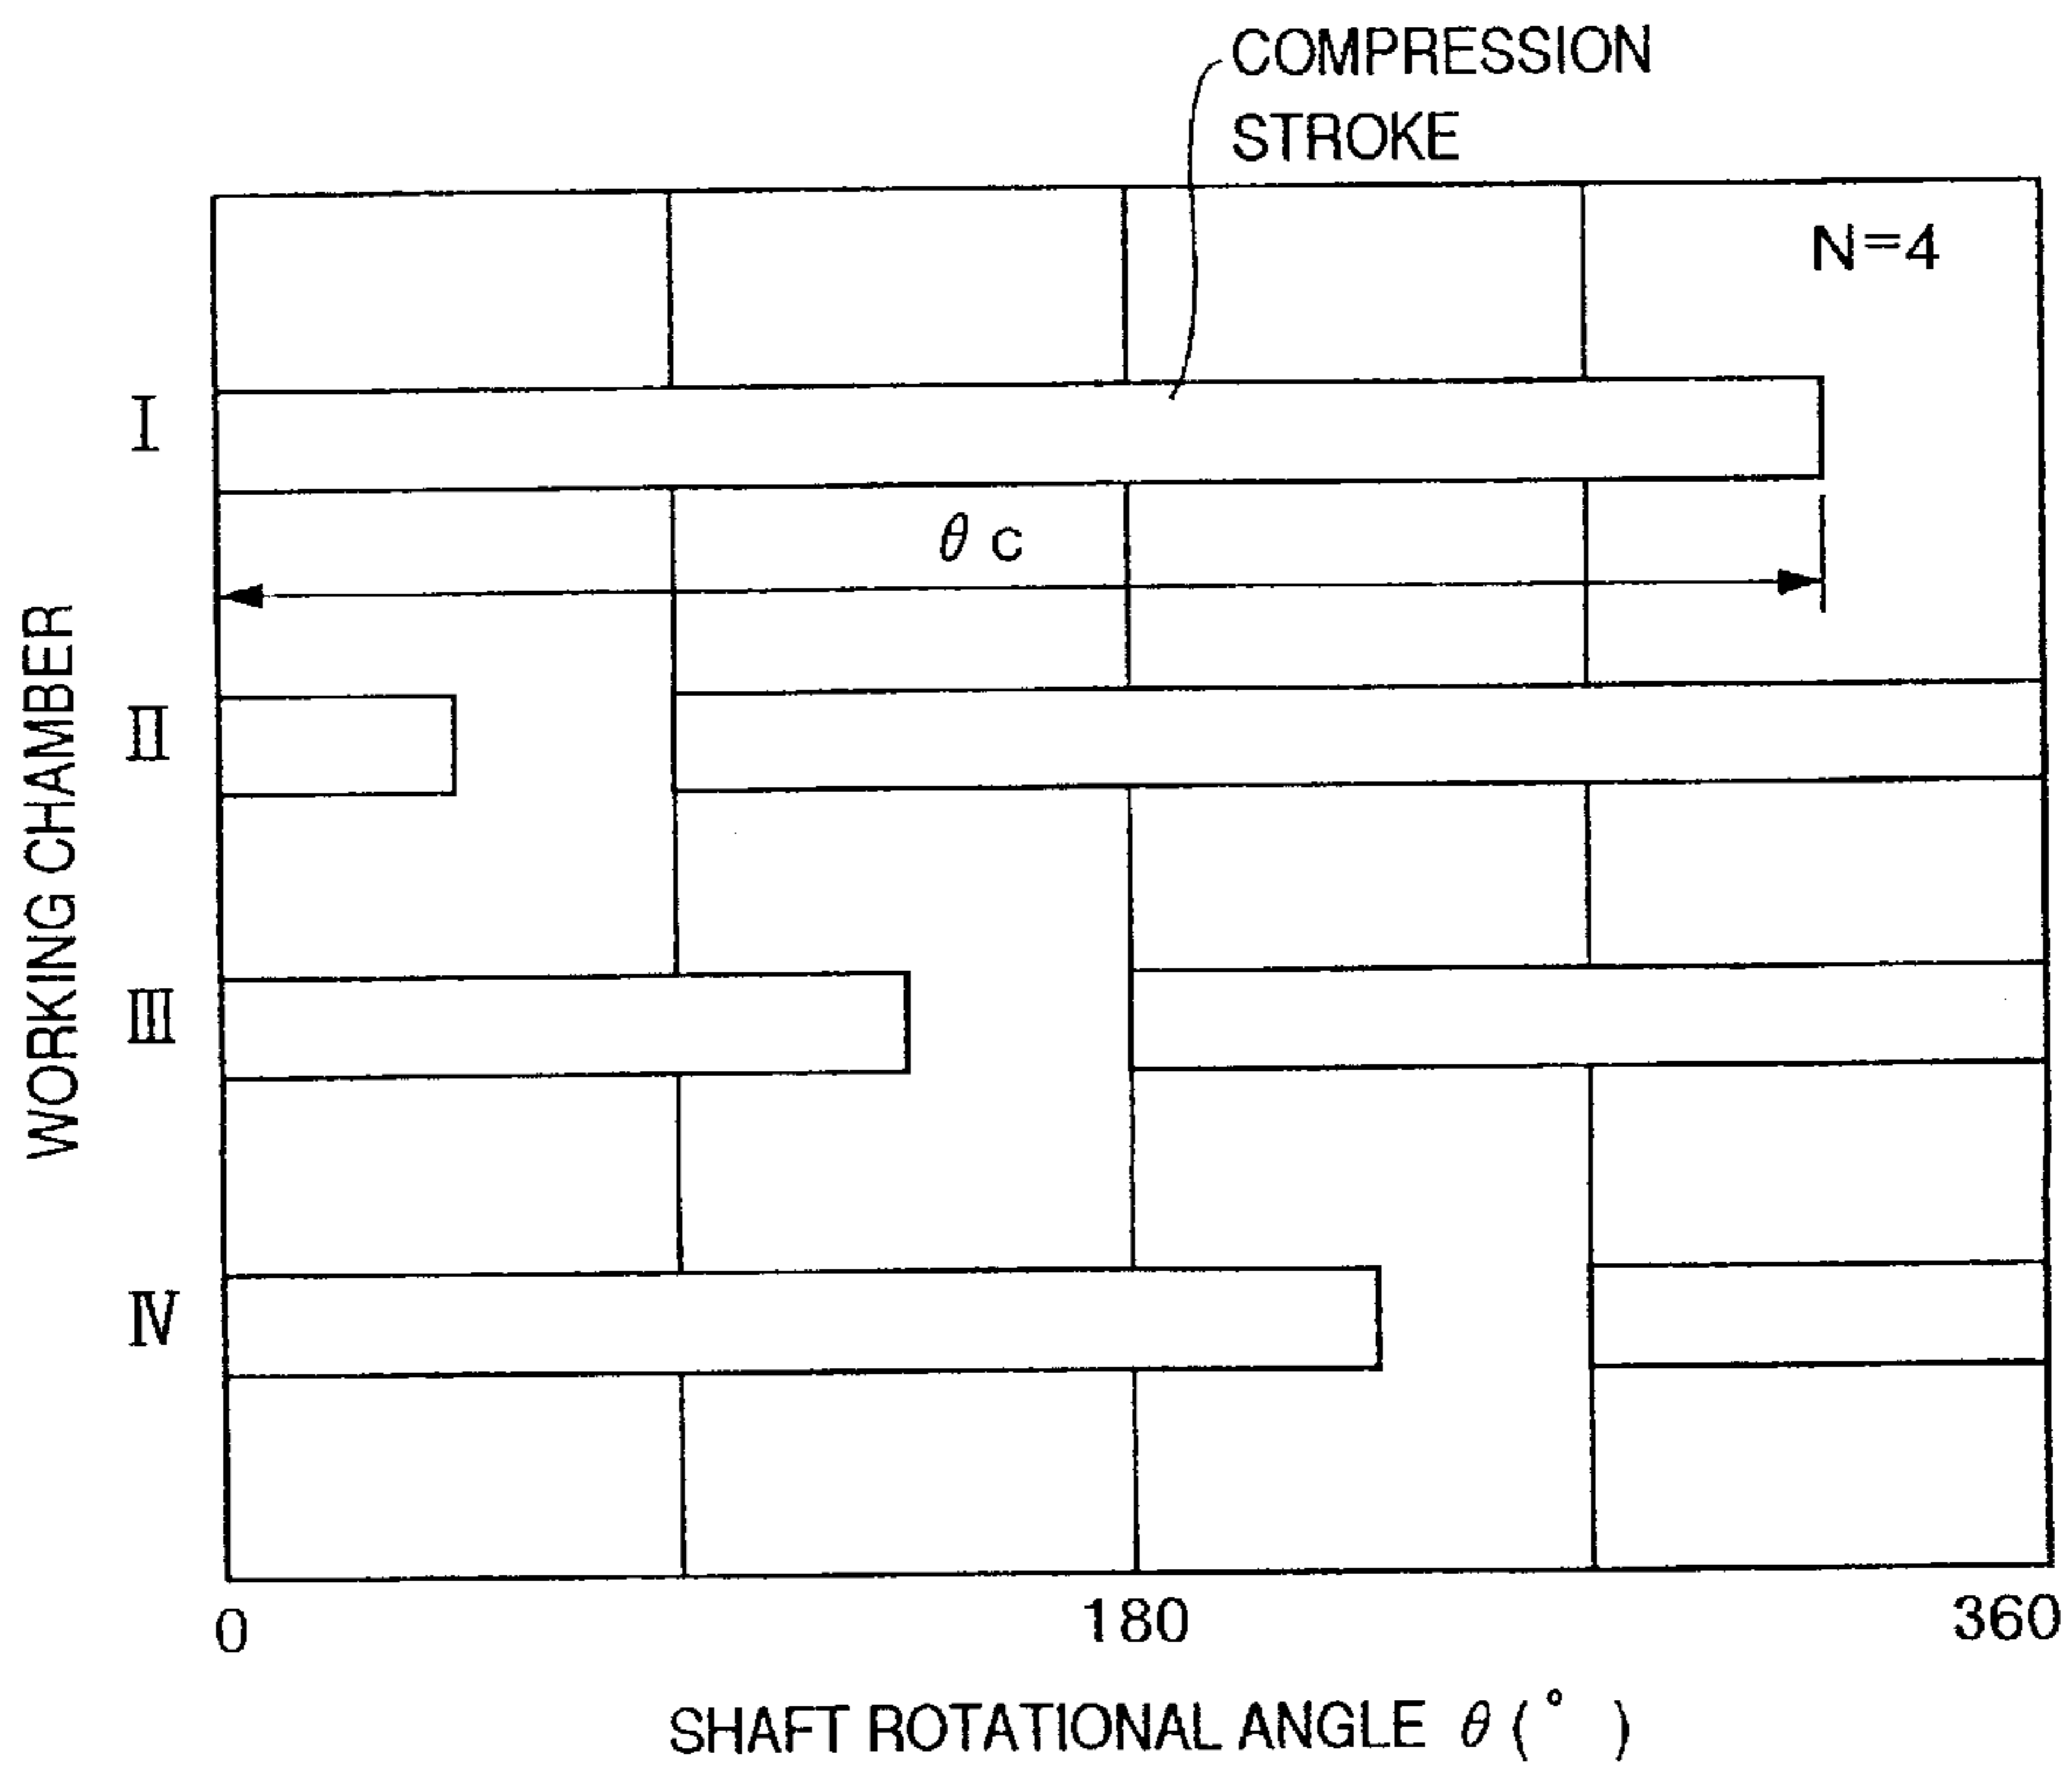 COMPRESSION
STROKE
N=4
I
θc
II
III
IV
WORKING CHAMBER
0 180 360
SHAFT ROTATIONAL ANGLE θ(° )